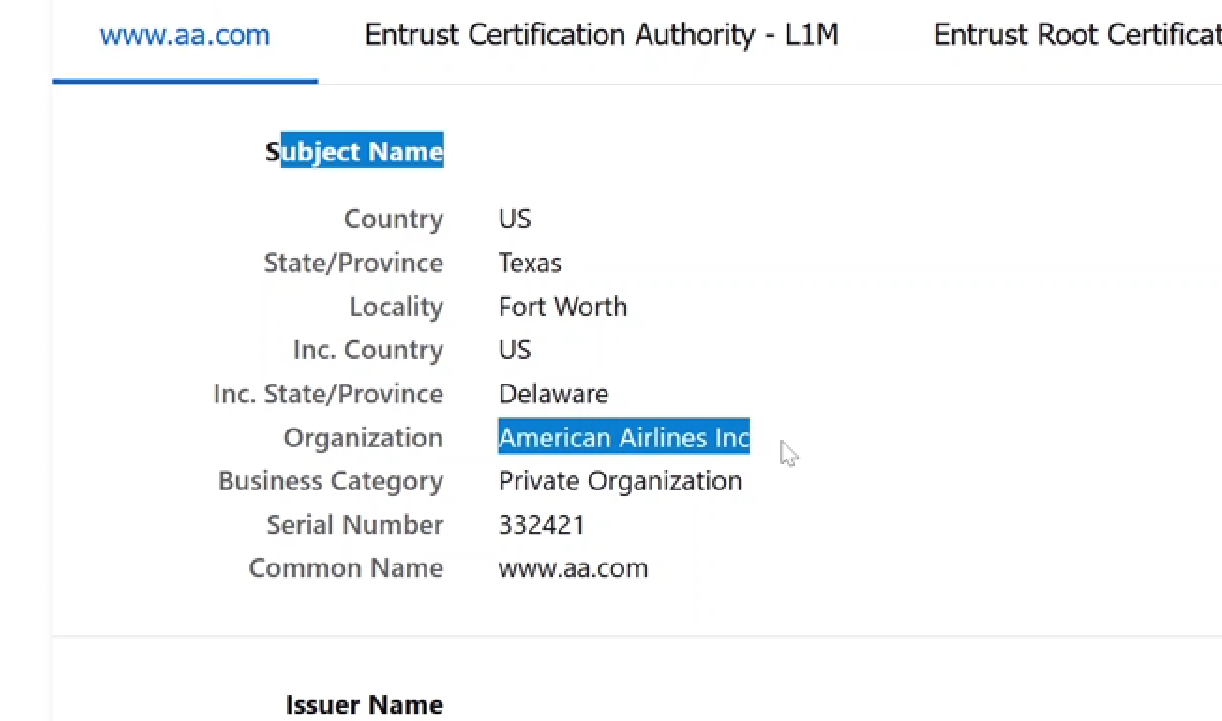 www.aa.com Entrust Certification Authority - L1M Entrust Root Certificat
Subject Name
Country US
State/Province Texas
Locality Fort Worth
Inc. Country US
Inc. State/Province Delaware
Organization American Airlines Inc
Business Category Private Organization
Serial Number 332421
Common Name www.aa.com
Issuer Name